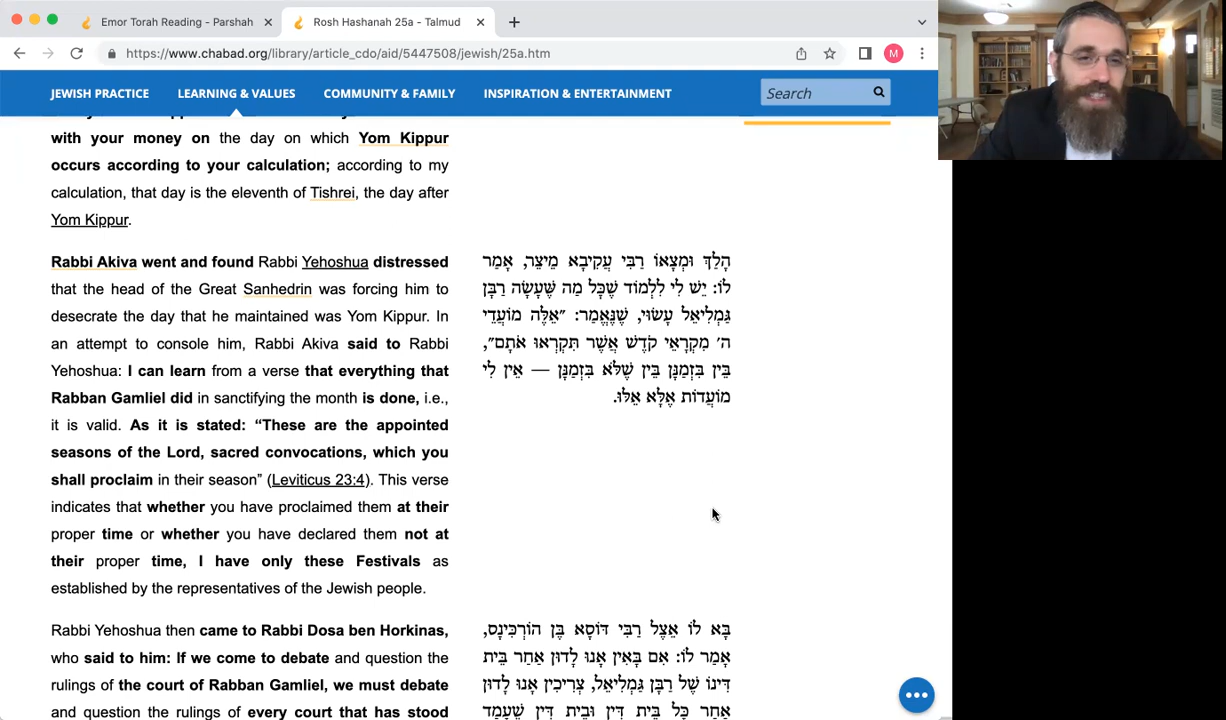 Emor Torah Reading - Parshah
Rosh Hashanah 25a - Talmud
https://www.chabad.org/library/article_cdo/aid/5447508/jewish/25a.htm
M
JEWISH PRACTICE
LEARNING & VALUES
COMMUNITY & FAMILY
INSPIRATION & ENTERTAINMENT
Search
with your money on the day on which Yom Kippur
occurs according to your calculation; according to my
calculation, that day is the eleventh of Tishrei, the day after
Yom Kippur.
Rabbi Akiva went and found Rabbi Yehoshua distressed
that the head of the Great Sanhedrin was forcing him to
desecrate the day that he maintained was Yom Kippur. In
an attempt to console him, Rabbi Akiva said to Rabbi
Yehoshua: I can learn from a verse that everything that
Rabban Gamliel did in sanctifying the month is done, i.e.,
it is valid. As it is stated: “These are the appointed
seasons of the Lord, sacred convocations, which you
shall proclaim in their season” (Leviticus 23:4). This verse
indicates that whether you have proclaimed them at their
proper time or whether you have declared them not at
their proper time, I have only these Festivals as
established by the representatives of the Jewish people.
Rabbi Yehoshua then came to Rabbi Dosa ben Horkinas,
who said to him: If we come to debate and question the
rulings of the court of Rabban Gamliel, we must debate
and question the rulings of every court that has stood
הָלַךְ וּמְצָאוֹ רַבִּי עֲקִיבָא מֵיצֵר, אָמַר
לוֹ: יֵשׁ לִי לִלְמוֹד שֶׁכׇּל מַה שֶּׁעָשָׂה רַבָּן
גַּמְלִיאֵל עָשׂוּי, שֶׁנֶּאֱמַר: ״אֵלֶּה מוֹעֲדֵי
ה׳ מִקְרָאֵי קֹדֶשׁ אֲשֶׁר תִּקְרְאוּ אֹתָם״,
בֵּין בִּזְמַנָּן בֵּין שֶׁלֹּא בִּזְמַנָּן — אֵין לִי
מוֹעֲדוֹת אֶלָּא אֵלּוּ.
בָּא לוֹ אֵצֶל רַבִּי דּוֹסָא בֶּן הוֹרְכִּינָס,
אָמַר לוֹ: אִם בָּאִין אָנוּ לָדוּן אַחַר בֵּית
דִּינוֹ שֶׁל רַבָּן גַּמְלִיאֵל, צְרִיכִין אָנוּ לָדוּן
אַחַר כׇּל בֵּית דִּין וּבֵית דִּין שֶׁעָמַד